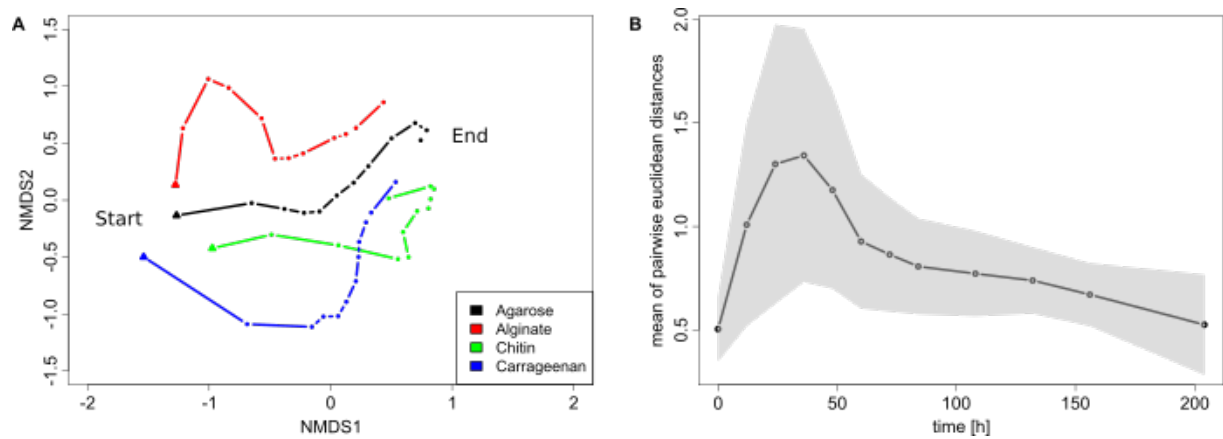 A
1.5
1.0
0.5
0.0
-0.5
-1.0
-1.5
NMDS2
Start
End
Agarose
Alginate
Chitin
Carrageenan
-2
-1
0
1
2
NMDS1
B
2.0
1.5
1.0
0.5
mean of pairwise euclidean distances
0
50
100
150
200
time [h]